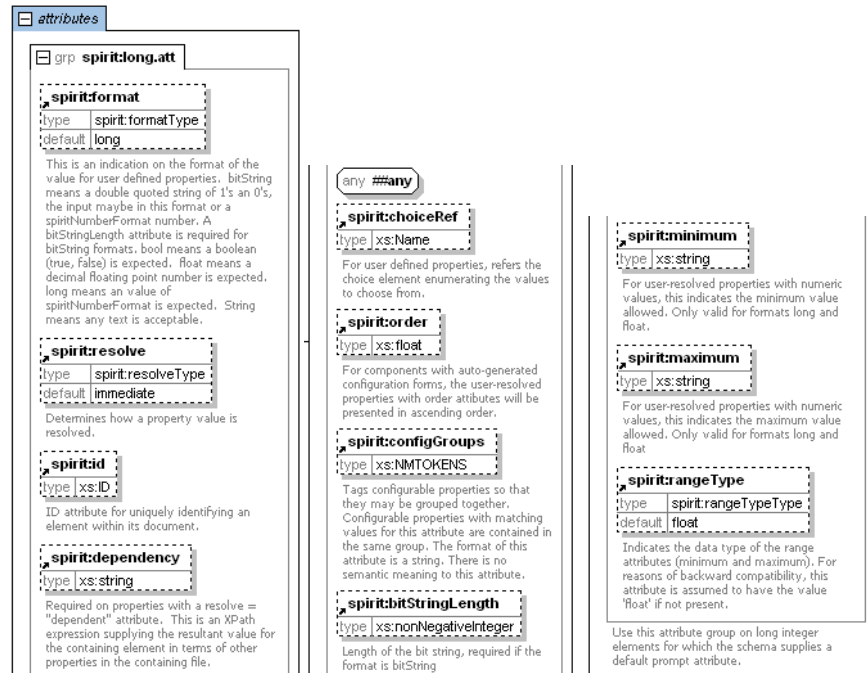 attributes
grp spirit:long.att
spirit:format
type spirit:formatType
default long
This is an indication on the format of the
value for user defined properties. bitString
means a double quoted string of 1's an 0's,
the input maybe in this format or a
spiritNumberFormat number. A
bitStringLength attribute is required for
bitString formats. bool means a boolean
(true, false) is expected. float means a
decimal floating point number is expected.
long means an value of
spiritNumberFormat is expected. String
means any text is acceptable.
spirit:resolve
type spirit:resolveType
default immediate
Determines how a property value is
resolved.
spirit:id
type xs:ID
ID attribute for uniquely identifying an
element within its document.
spirit:dependency
type xs:string
Required on properties with a resolve =
"dependent" attribute. This is an XPath
expression supplying the resultant value for
the containing element in terms of other
properties in the containing file.
any ##any
spirit:choiceRef
type xs:Name
For user defined properties, refers the
choice element enumerating the values
to choose from.
spirit:order
type xs:float
For components with auto-generated
configuration forms, the user-resolved
properties with order attibutes will be
presented in ascending order.
spirit:configGroups
type xs:NMTOKENS
Tags configurable properties so that
they may be grouped together.
Configurable properties with matching
values for this attribute are contained in
the same group. The format of this
attribute is a string. There is no
semantic meaning to this attribute.
spirit:bitStringLength
type xs:nonNegativeInteger
Length of the bit string, required if the
format is bitString
spirit:minimum
type xs:string
For user-resolved properties with numeric
values, this indicates the minimum value
allowed. Only valid for formats long and
float.
spirit:maximum
type xs:string
For user-resolved properties with numeric
values, this indicates the maximum value
allowed. Only valid for formats long and
float
spirit:rangeType
type spirit:rangeTypeType
default float
Indicates the data type of the range
attributes (minimum and maximum). For
reasons of backward compatibility, this
attribute is assumed to have the value
'float' if not present.
Use this attribute group on long integer
elements for which the schema supplies a
default prompt attribute.